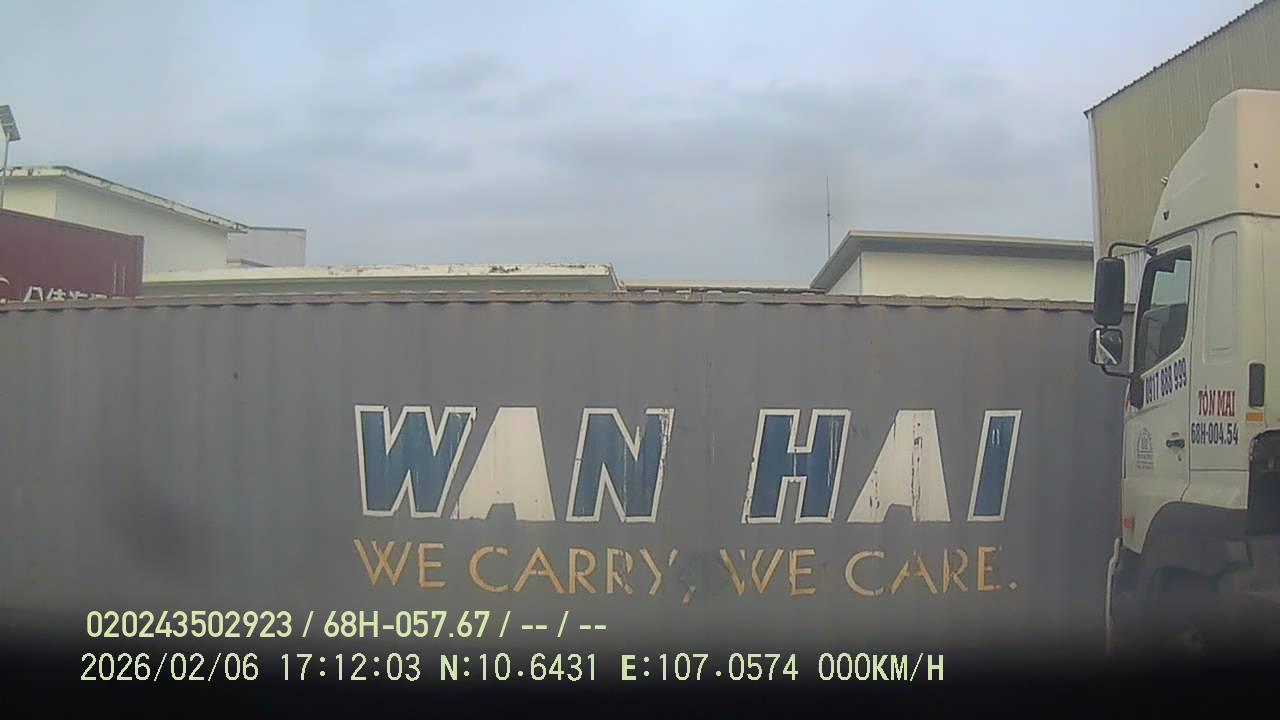 WAN HAI
WE CARRY, WE CARE.
0917 888 999
TÔN MAI
68H-004.54
020243502923 / 68H-057.67 / -- / --
2026/02/06 17:12:03 N:10.6431 E:107.0574 000KM/H